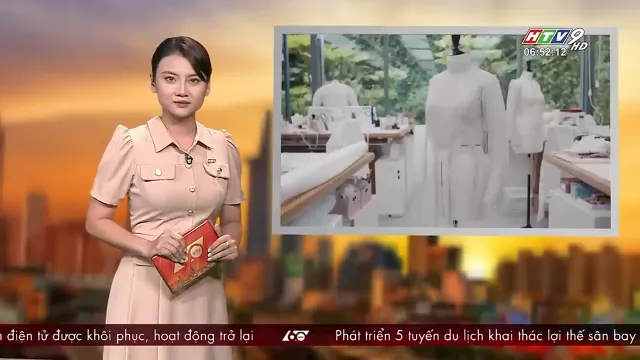 HTV9 HD
06:52:12
điện tử được khôi phục, hoạt động trở lại
60 Phát triển 5 tuyến du lịch khai thác lợi thế sân bay